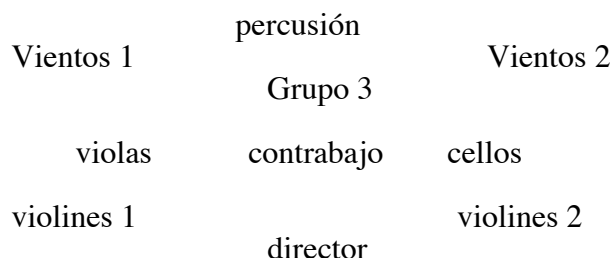 percusión
Vientos 1 Vientos 2
Grupo 3
violas contrabajo cellos
violines 1 violines 2
director